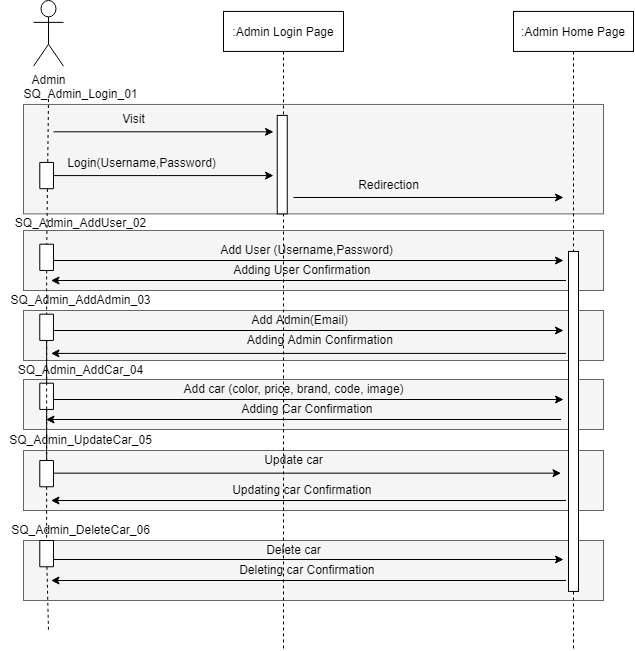 :Admin Login Page
:Admin Home Page
Admin
SQ_Admin_Login_01
Visit
Login(Username,Password)
Redirection
SQ_Admin_AddUser_02
Add User (Username,Password)
Adding User Confirmation
SQ_Admin_AddAdmin_03
Add Admin(Email)
Adding Admin Confirmation
SQ_Admin_AddCar_04
Add car (color, price, brand, code, image)
Adding Car Confirmation
SQ_Admin_UpdateCar_05
Update car
Updating car Confirmation
SQ_Admin_DeleteCar_06
Delete car
Deleting car Confirmation